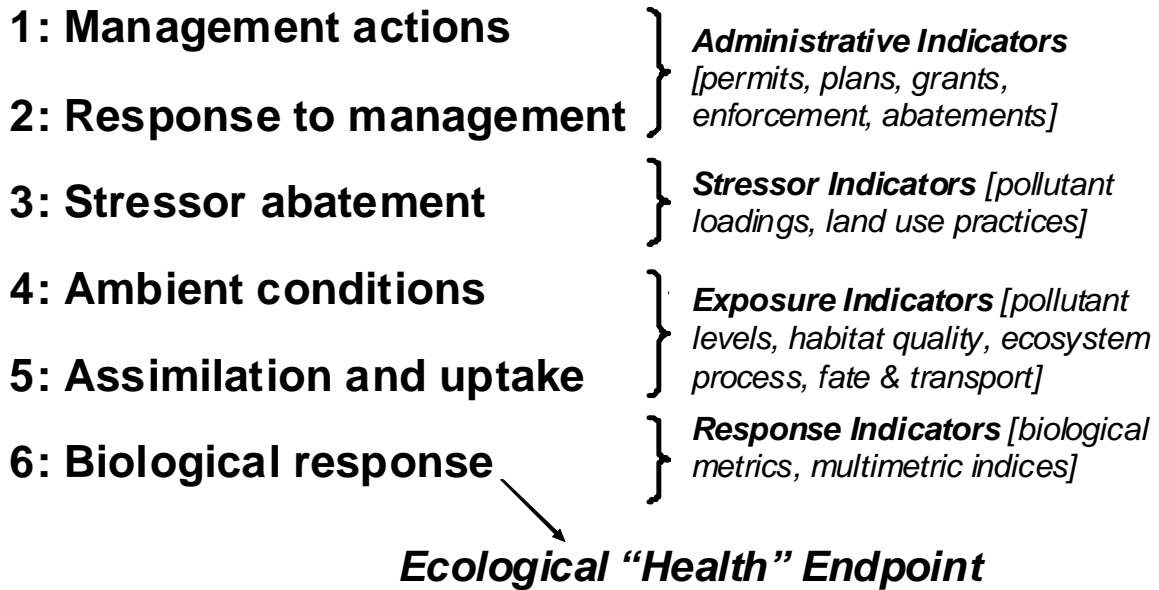 1: Management actions
2: Response to management
Administrative Indicators
[permits, plans, grants,
enforcement, abatements]
3: Stressor abatement
Stressor Indicators [pollutant
loadings, land use practices]
4: Ambient conditions
5: Assimilation and uptake
Exposure Indicators [pollutant
levels, habitat quality, ecosystem
process, fate & transport]
6: Biological response
Response Indicators [biological
metrics, multimetric indices]
Ecological “Health” Endpoint